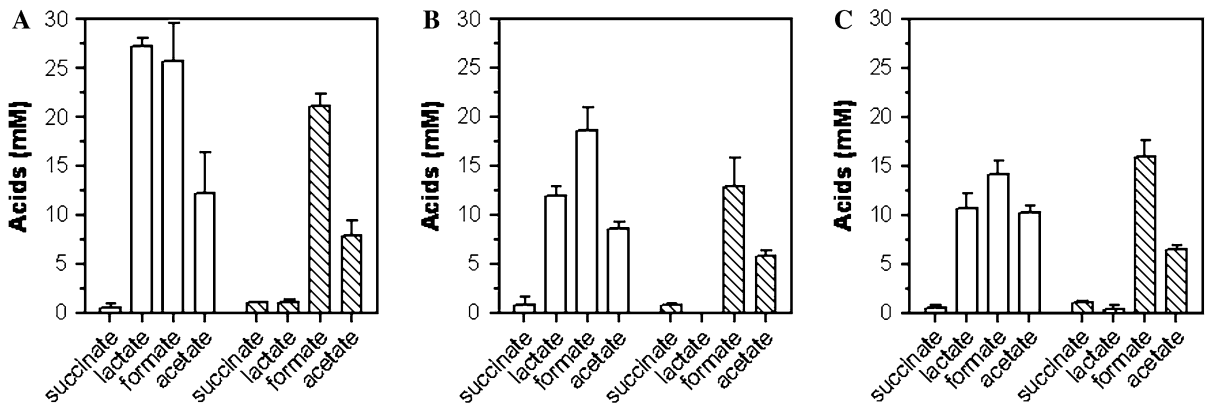 A
Acids (mM)
30
25
20
15
10
5
0
succinate
lactate
formate
acetate
succinate
lactate
formate
acetate
B
Acids (mM)
30
25
20
15
10
5
0
succinate
lactate
formate
acetate
succinate
lactate
formate
acetate
C
Acids (mM)
30
25
20
15
10
5
0
succinate
lactate
formate
acetate
succinate
lactate
formate
acetate